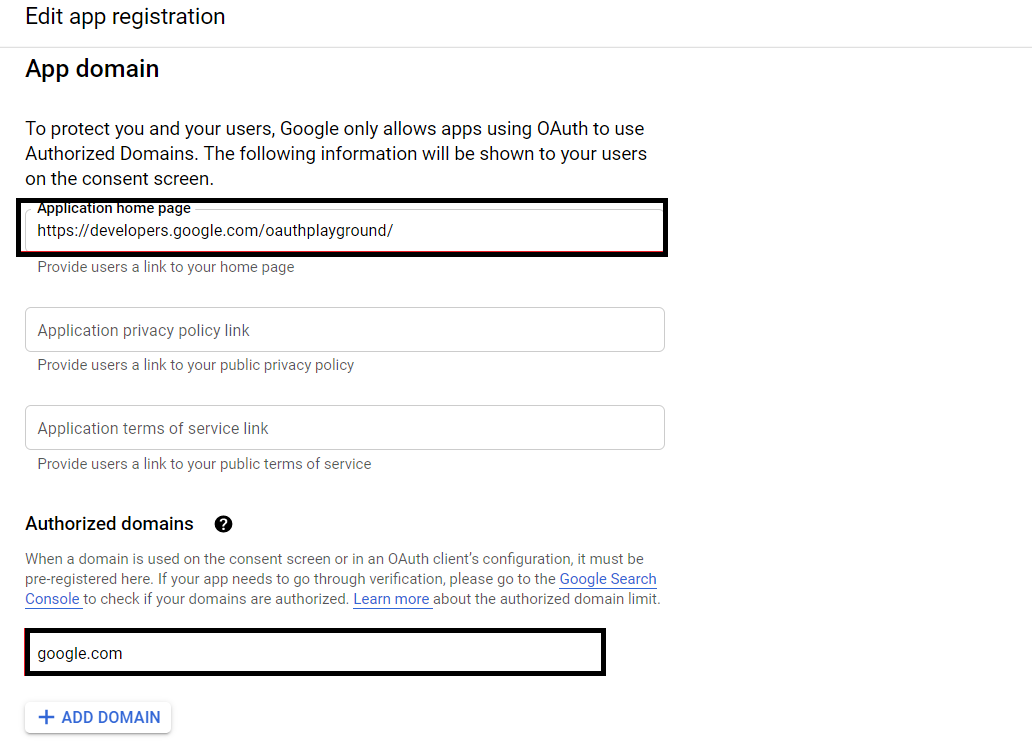 Edit app registration
App domain
To protect you and your users, Google only allows apps using OAuth to use
Authorized Domains. The following information will be shown to your users
on the consent screen.
Application home page
https://developers.google.com/oauthplayground/
Provide users a link to your home page
Application privacy policy link
Provide users a link to your public privacy policy
Application terms of service link
Provide users a link to your public terms of service
Authorized domains ?
When a domain is used on the consent screen or in an OAuth client’s configuration, it must be
pre-registered here. If your app needs to go through verification, please go to the Google Search
Console to check if your domains are authorized. Learn more about the authorized domain limit.
google.com
+ ADD DOMAIN